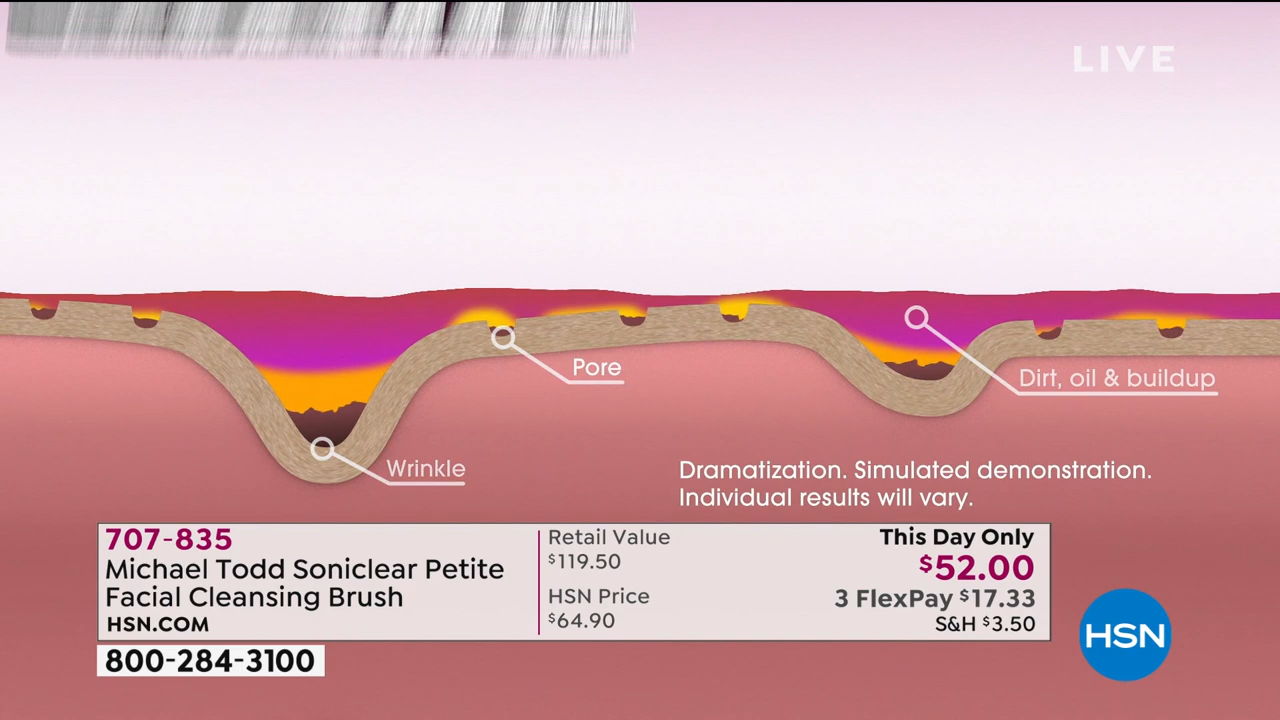 LIVE
Pore
Dirt, oil & buildup
Wrinkle
Dramatization. Simulated demonstration.
Individual results will vary.
707-835
Michael Todd Soniclear Petite
Facial Cleansing Brush
HSN.COM
Retail Value
$119.50
HSN Price
$64.90
This Day Only
$52.00
3 FlexPay $17.33
S&H $3.50
800-284-3100
HSN